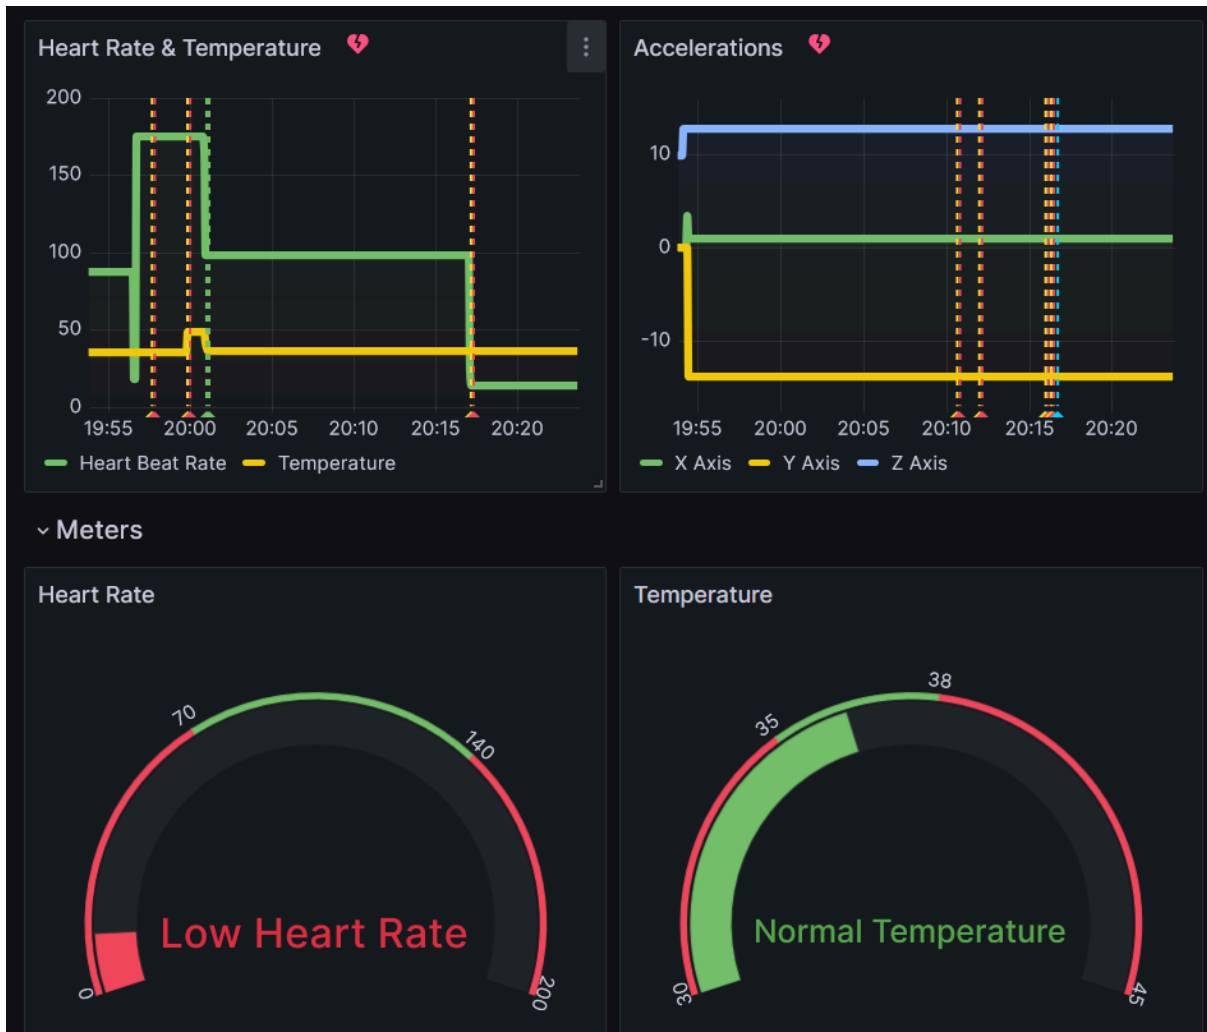 Heart Rate & Temperature
200
150
100
50
0
19:55 20:00 20:05 20:10 20:15 20:20
Heart Beat Rate Temperature
Accelerations
10
0
-10
19:55 20:00 20:05 20:10 20:15 20:20
X Axis Y Axis Z Axis
Meters
Heart Rate
70
140
0
200
Low Heart Rate
Temperature
35
38
30
45
Normal Temperature